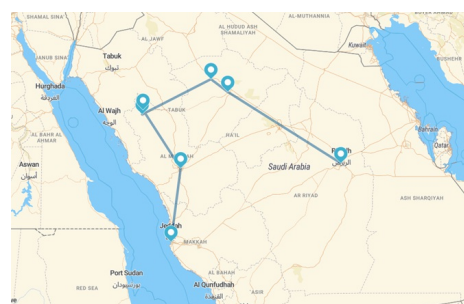 SHAMAL SINA'
AL JAWF
AL HUDUD ASH
SHAMALIYAH
AL-MUTHANNIA
JANUB SINA'
Tabuk
تبوك
Kuwait
BUSHEHR
Hurghada
الغردقة
Al Wajh
الوجه
TABUK
AL BAHR AL
AHMAR
HA'IL
Bahrain
Qatar
Aswan
أسوان
AL M
Saudi Arabia
الرياض
AR RIYAD
ASH SHARQIYAH
Jeddah
MAKKAH
Port Sudan
بورتسودان
AL BAHAH
RED SEA
Al Qunfudhah
القنفذة
ASIR